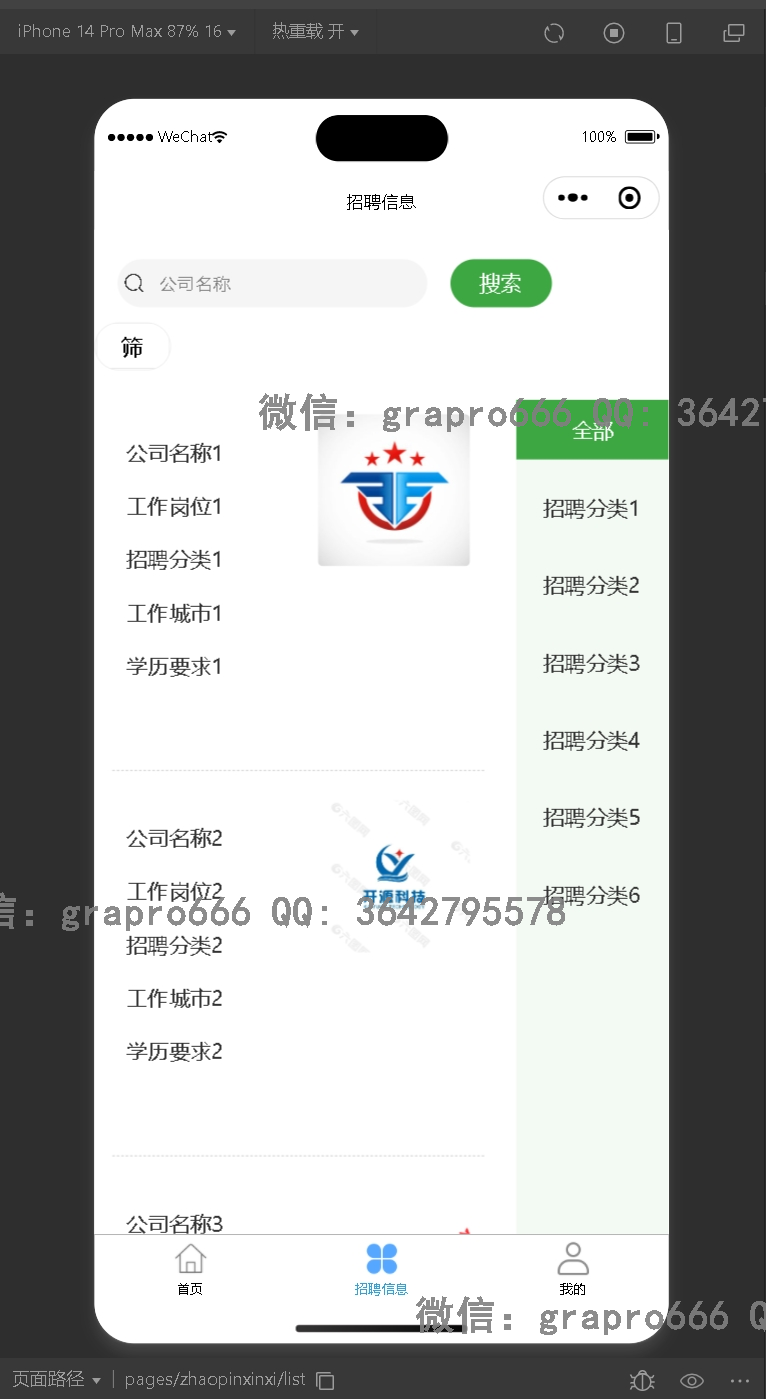 iPhone 14 Pro Max 87% 16 热重载 开
WeChat 100%
招聘信息
公司名称 搜索
筛
微信：grapro666 QQ：3642
全部
公司名称1
工作岗位1
招聘分类1
工作城市1
学历要求1
招聘分类1
招聘分类2
招聘分类3
招聘分类4
招聘分类5
招聘分类6
公司名称2
开源科技
工作岗位2
信：grapro666 QQ：3642795578
招聘分类2
工作城市2
学历要求2
公司名称3
首页 招聘信息 我的
微信：grapro666 Q
页面路径 | pages/zhaopinxinxi/list